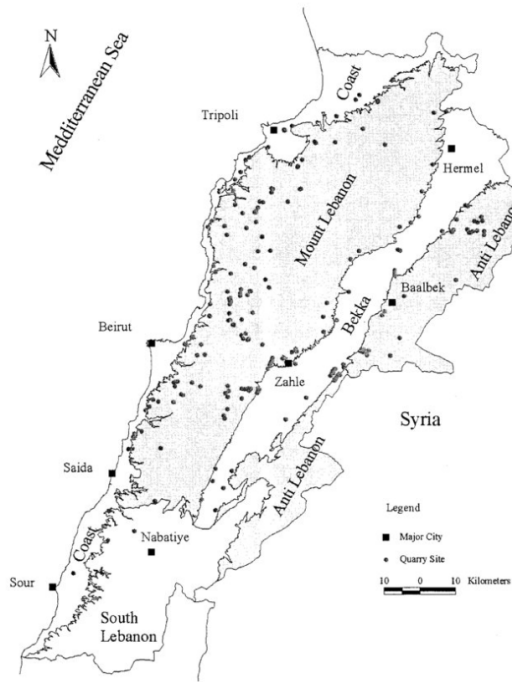 N
Medditerranean Sea
Coast
Tripoli
Hermel
Mount Lebanon
Anti Lebanon
Baalbek
Bekka
Beirut
Zahle
Syria
Saida
Anti Lebanon
Legend
Major City
Quarry Site
10 0 10 Kilometers
Nabatiye
Coast
Sour
South
Lebanon